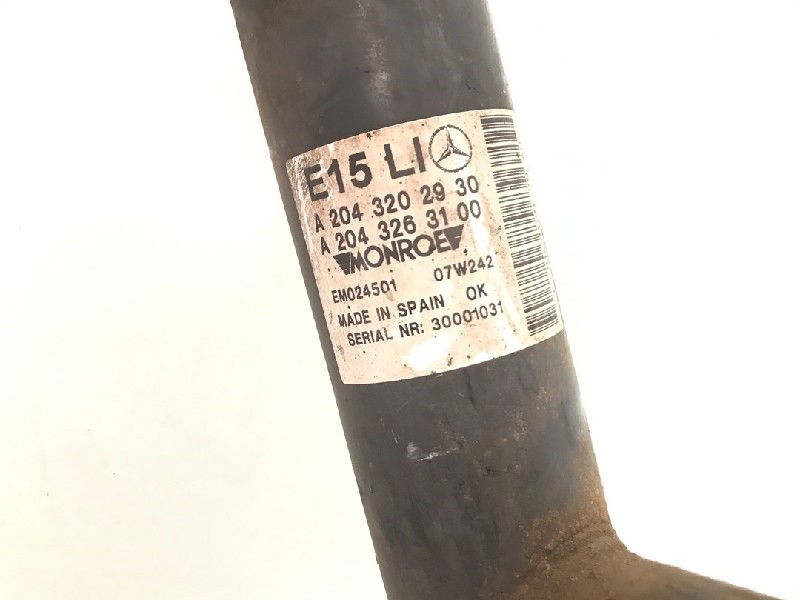 E15 LI
A 204 320 29 30
A 204 326 31 00
MONROE
EM024501 07W242
MADE IN SPAIN OK
SERIAL NR: 30001031